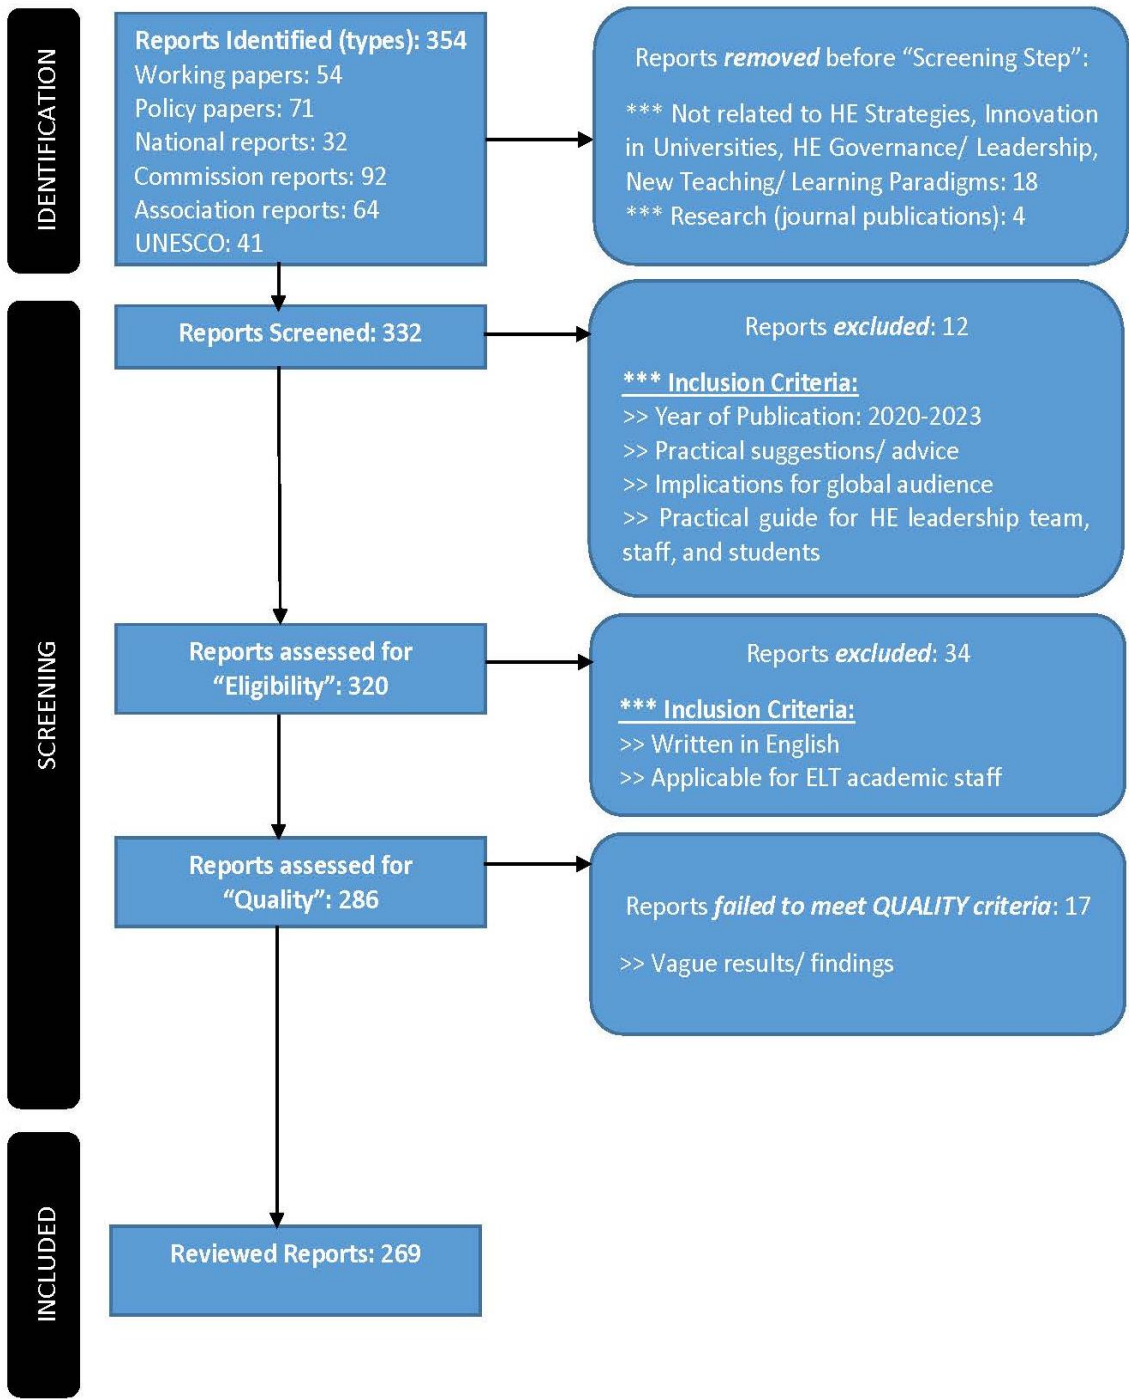 IDENTIFICATION
Reports Identified (types): 354
Working papers: 54
Policy papers: 71
National reports: 32
Commission reports: 92
Association reports: 64
UNESCO: 41
Reports removed before “Screening Step”:
*** Not related to HE Strategies, Innovation
in Universities, HE Governance/ Leadership,
New Teaching/ Learning Paradigms: 18
*** Research (journal publications): 4
SCREENING
Reports Screened: 332
Reports excluded: 12
*** Inclusion Criteria:
>> Year of Publication: 2020-2023
>> Practical suggestions/ advice
>> Implications for global audience
>> Practical guide for HE leadership team,
staff, and students
Reports assessed for
“Eligibility”: 320
Reports excluded: 34
*** Inclusion Criteria:
>> Written in English
>> Applicable for ELT academic staff
Reports assessed for
“Quality”: 286
Reports failed to meet QUALITY criteria: 17
>> Vague results/ findings
INCLUDED
Reviewed Reports: 269